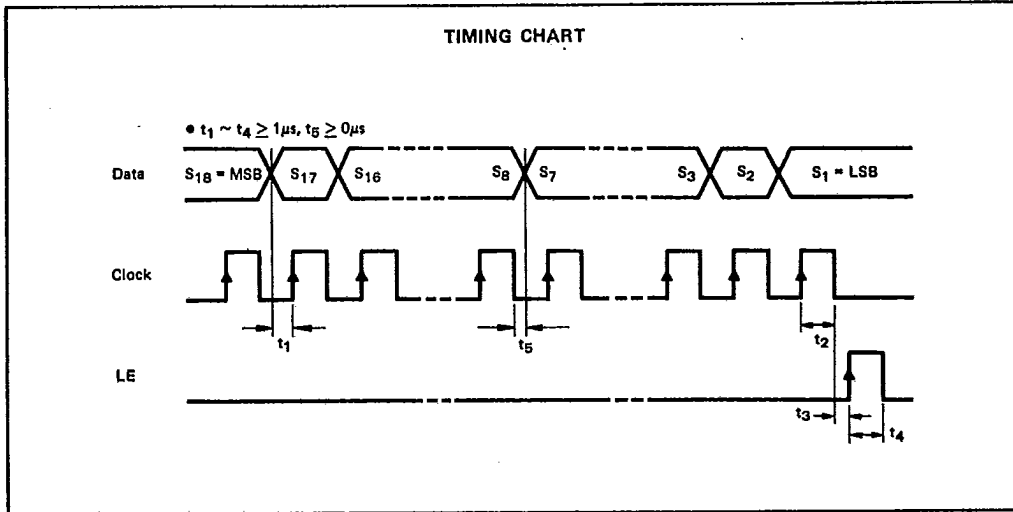 TIMING CHART
● t₁ ~ t₄ ≥ 1μs, t₅ ≥ 0μs
Data
S₁₈ = MSB
S₁₇
S₁₆
S₈
S₇
S₃
S₂
S₁ = LSB
Clock
t₁
t₅
t₂
LE
t₃
t₄